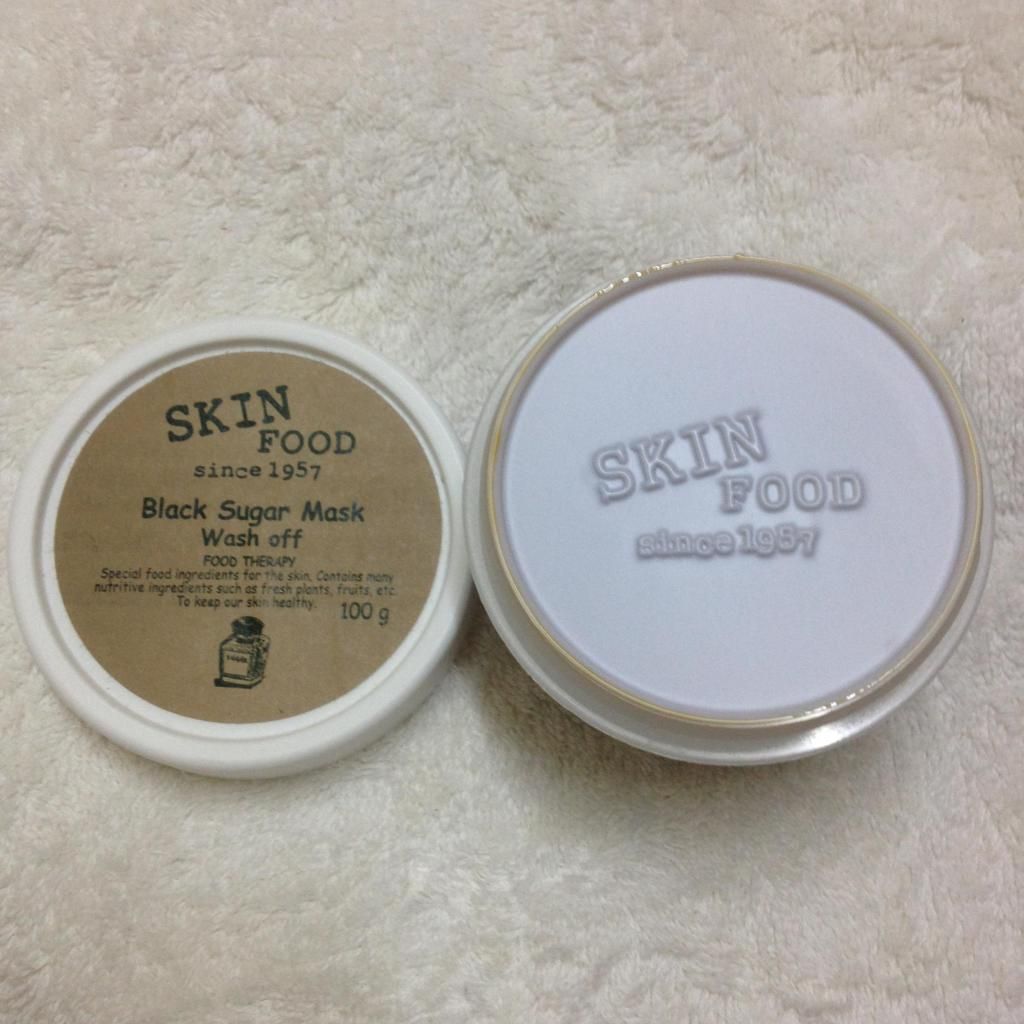 SKIN
FOOD
since 1957
Black Sugar Mask
Wash off
FOOD THERAPY
Special food ingredients for the skin. Contains many
nutritive ingredients such as fresh plants, fruits, etc.
To keep our skin healthy.
100 g
SKIN
FOOD
since 1957